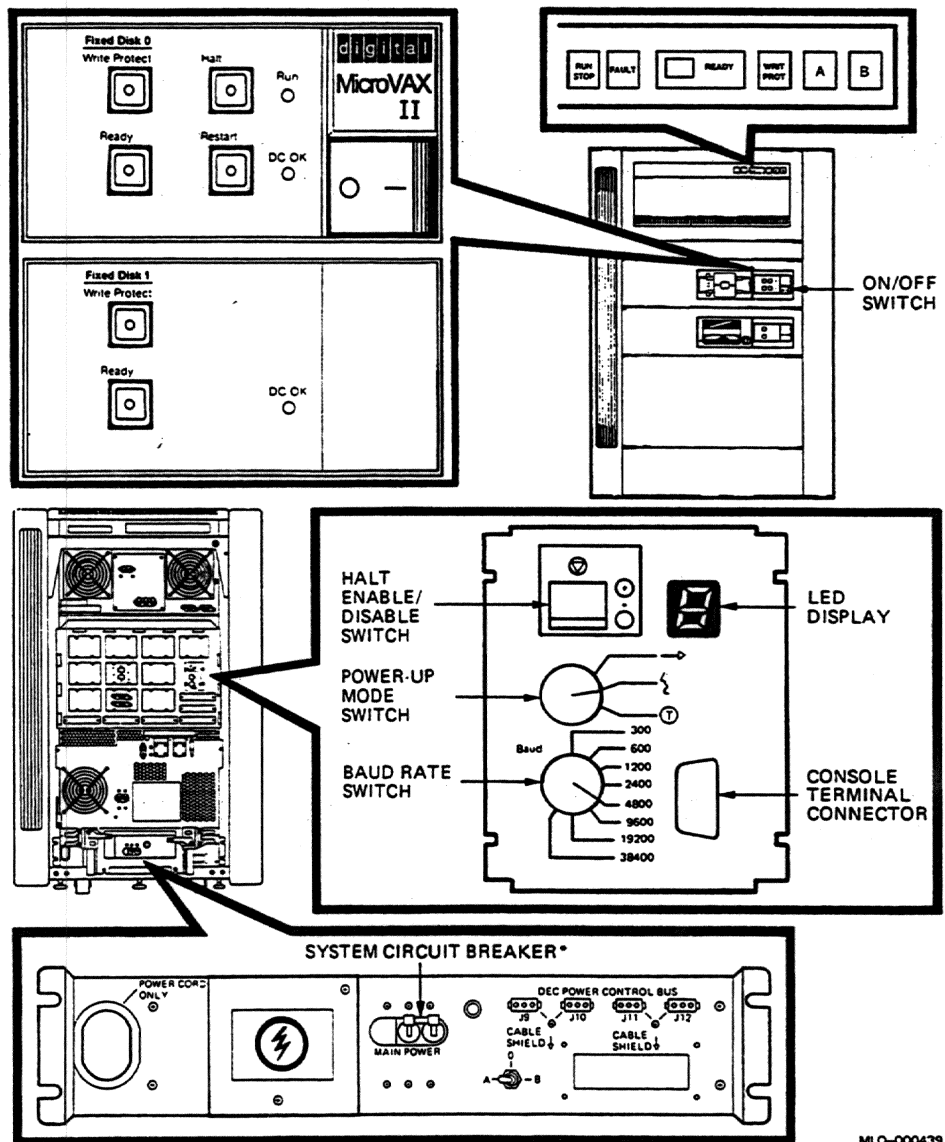 Fixed Disk 0
Write Protect
Halt
Run
Ready
Restart
DC OK
digital
MicroVAX
II
Fixed Disk 1
Write Protect
Ready
DC OK
RUN
STOP
FAULT
READY
WRIT
PROT
A
B
ON/OFF
SWITCH
HALT
ENABLE/
DISABLE
SWITCH
POWER-UP
MODE
SWITCH
BAUD RATE
SWITCH
LED
DISPLAY
T
Baud
300
600
1200
2400
4800
9600
19200
38400
CONSOLE
TERMINAL
CONNECTOR
SYSTEM CIRCUIT BREAKER*
POWER CORD
ONLY
MAIN POWER
DEC POWER CONTROL BUS
J9
J10
J11
J12
CABLE
SHIELD
CABLE
SHIELD
0
A
B
MLO-000439